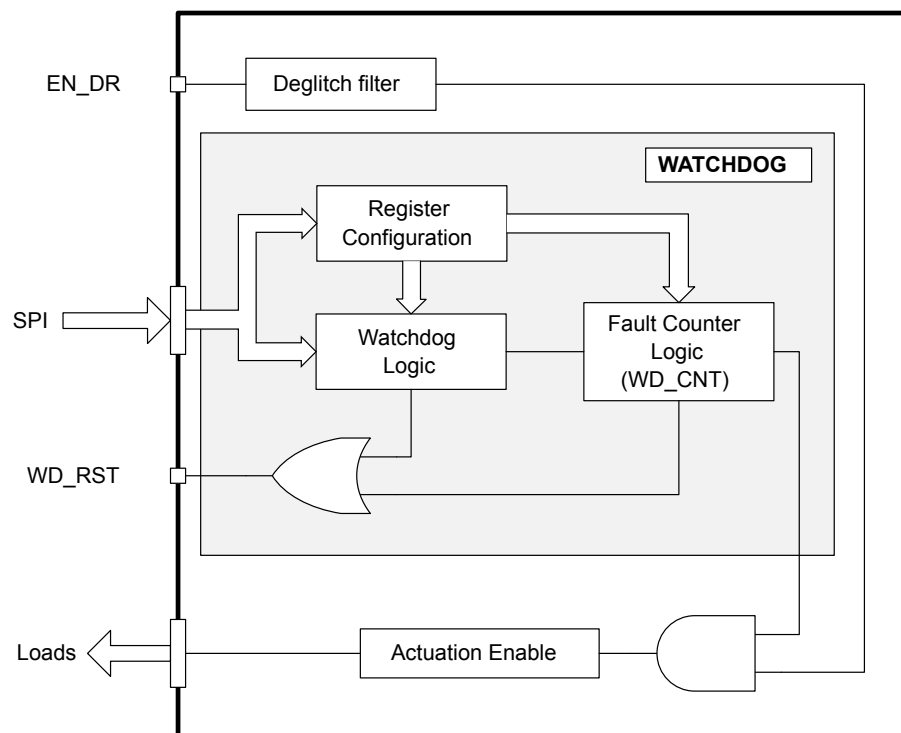 EN_DR
Deglitch filter
WATCHDOG
Register
Configuration
SPI
Watchdog
Logic
Fault Counter
Logic
(WD_CNT)
WD_RST
Loads
Actuation Enable